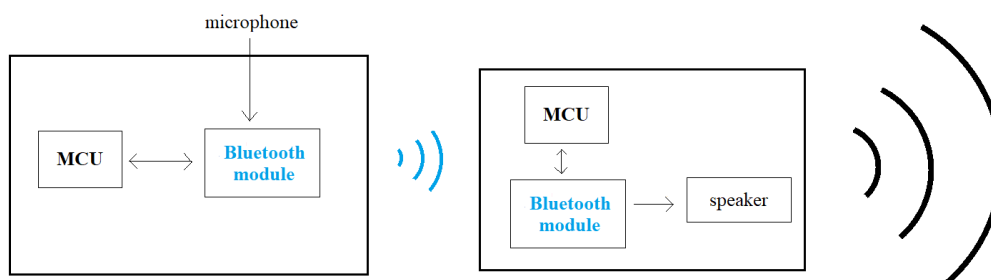 microphone
MCU
Bluetooth
module
MCU
Bluetooth
module
speaker